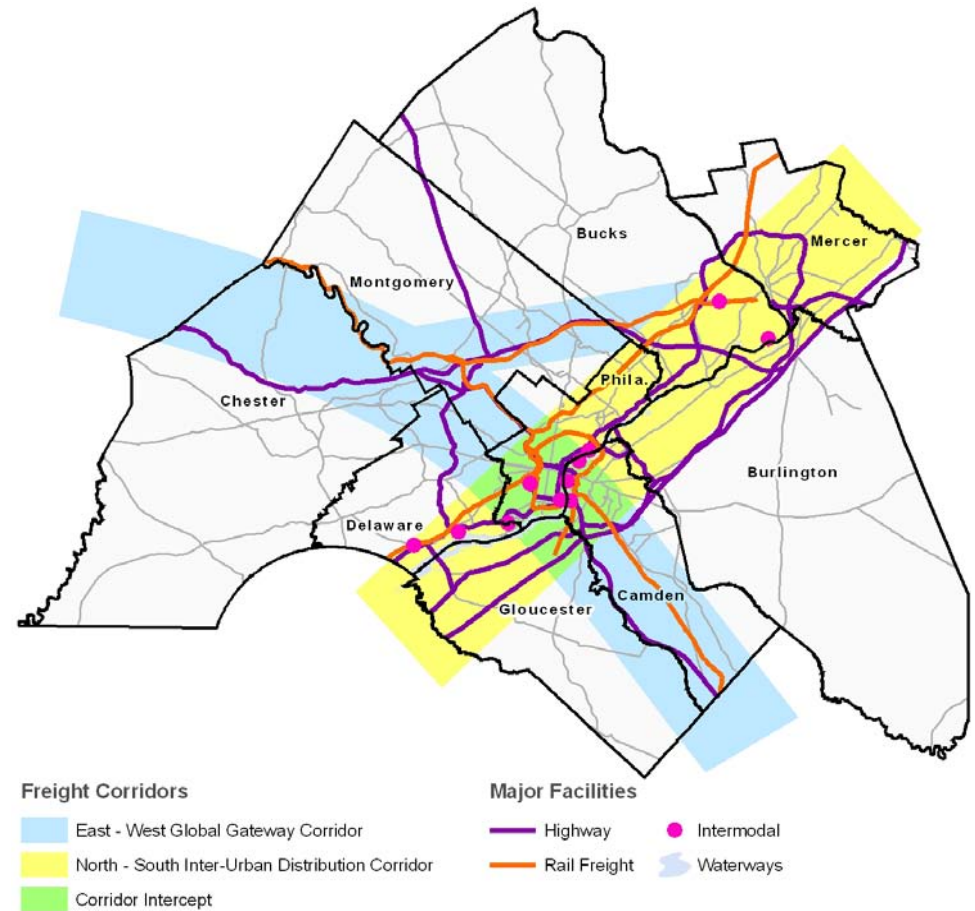 Bucks
Mercer
Montgomery
Phila.
Chester
Burlington
Delaware
Camden
Gloucester
Freight Corridors
East - West Global Gateway Corridor
North - South Inter-Urban Distribution Corridor
Corridor Intercept
Major Facilities
Highway
Intermodal
Rail Freight
Waterways